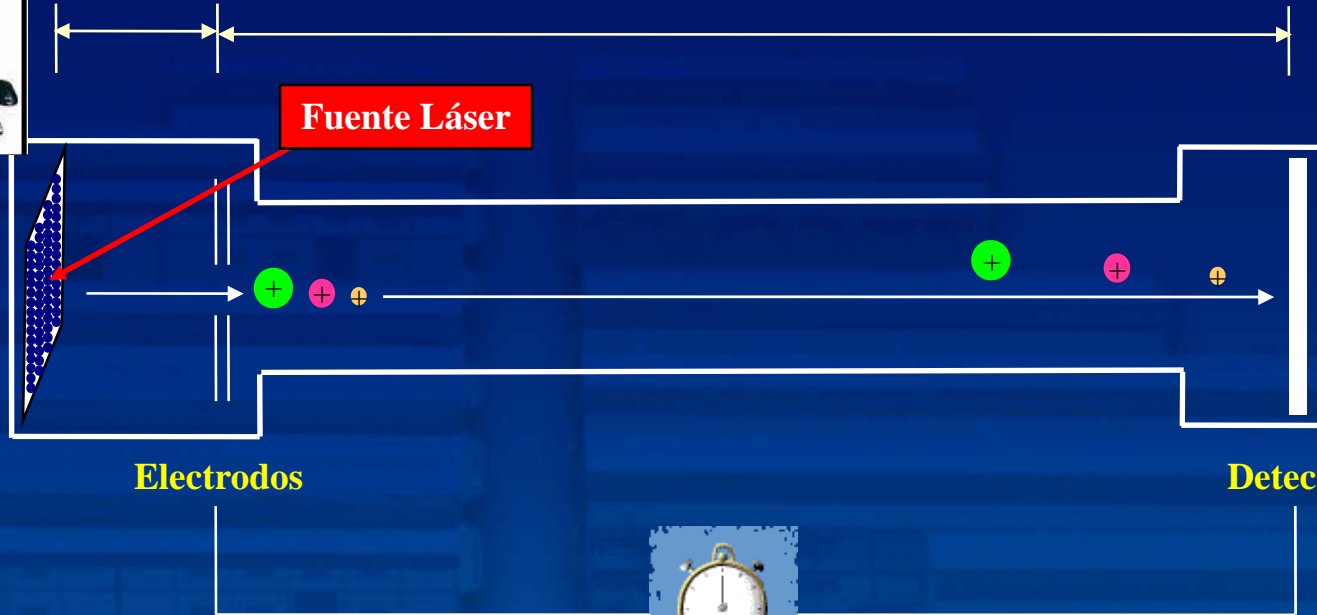 Fuente Láser
+ + +
+ + +
Electrodos
Detec